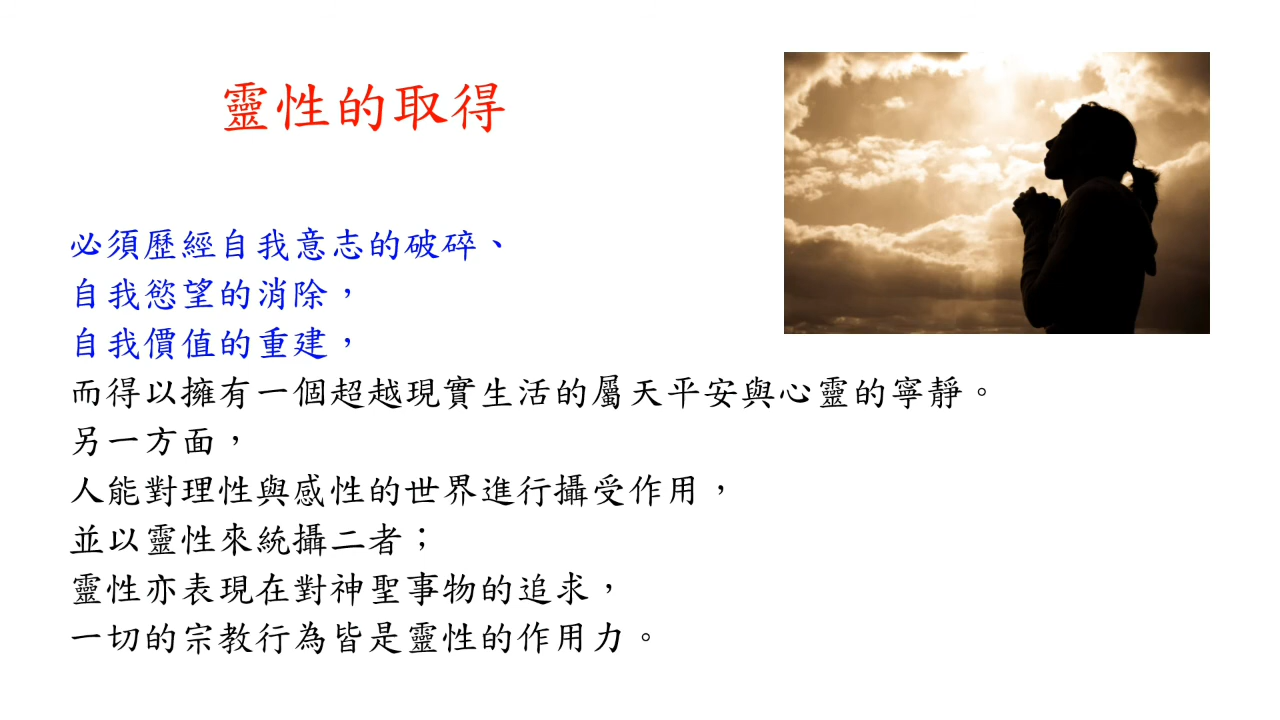 靈性的取得
必須歷經自我意志的破碎、
自我慾望的消除，
自我價值的重建，
而得以擁有一個超越現實生活的屬天平安與心靈的寧靜。
另一方面，
人能對理性與感性的世界進行攝受作用，
並以靈性來統攝二者；
靈性亦表現在對神聖事物的追求，
一切的宗教行為皆是靈性的作用力。